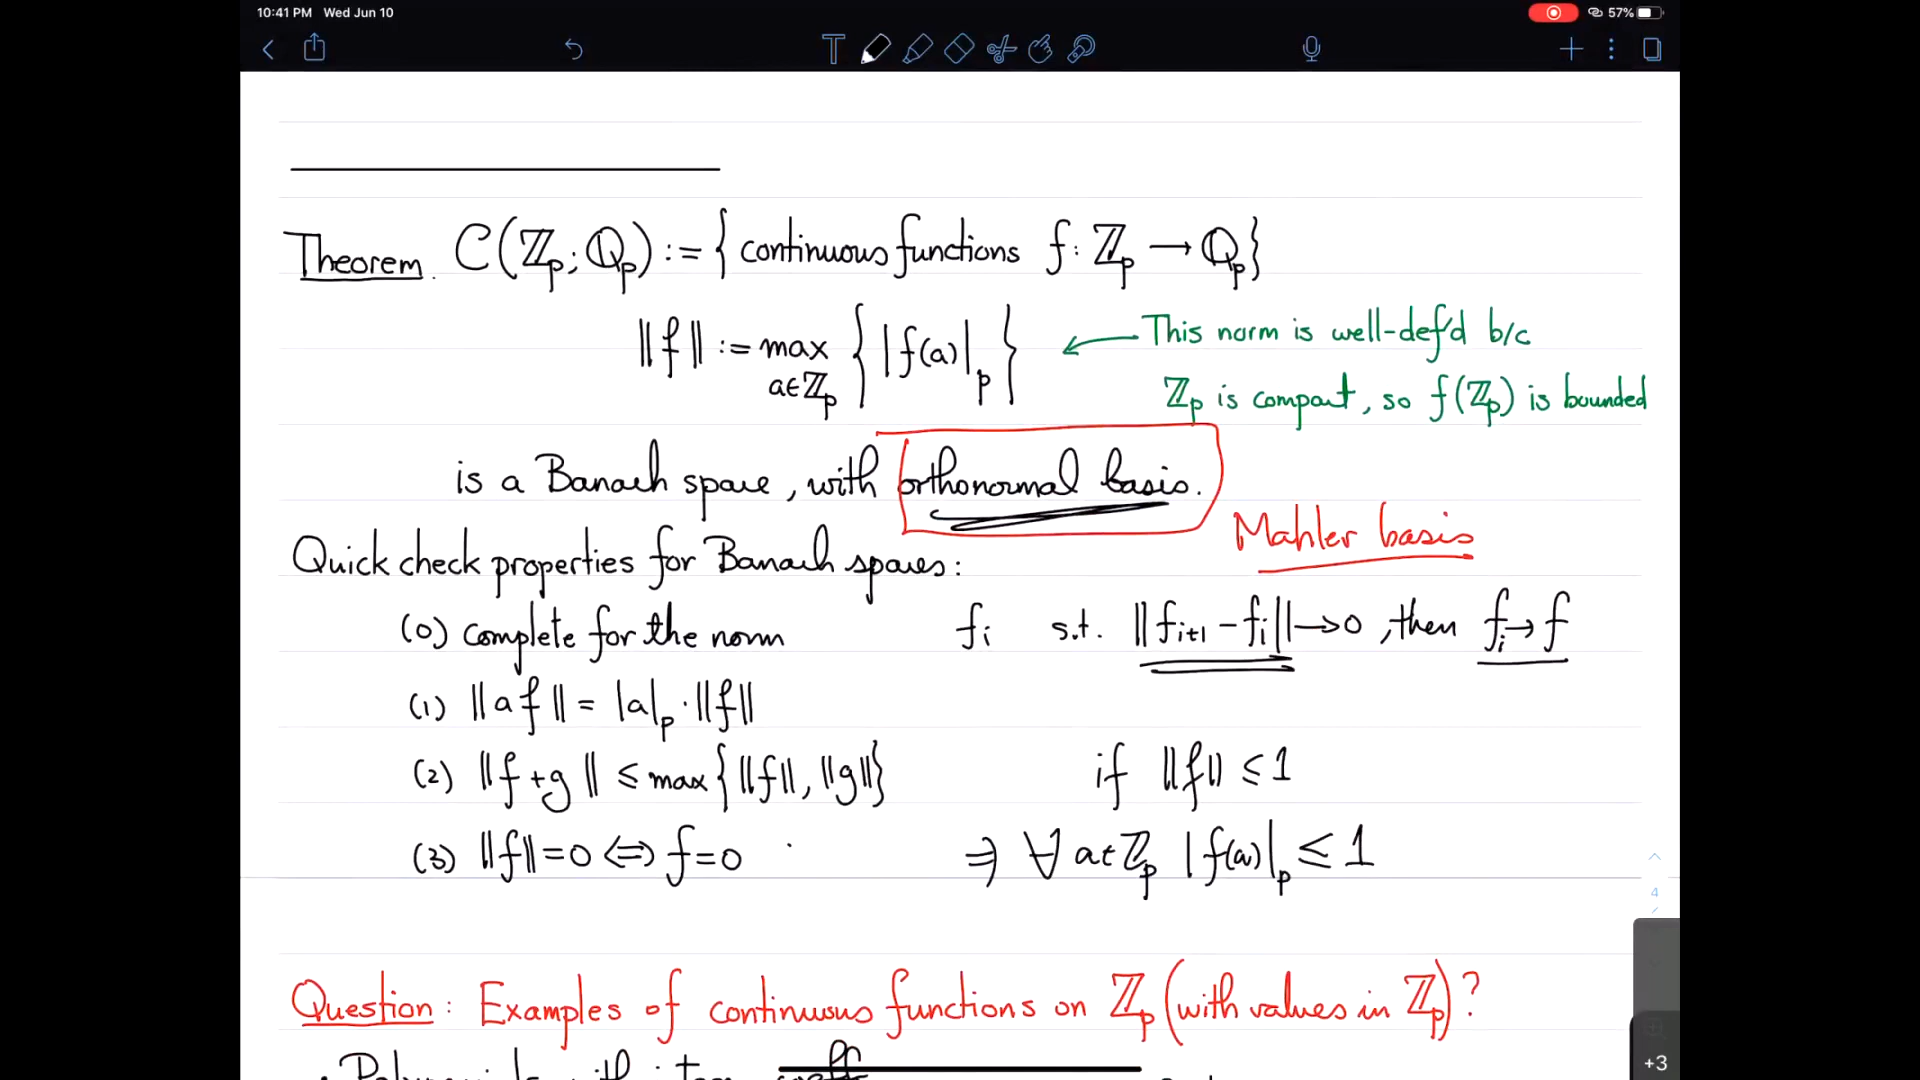 10:41 PM Wed Jun 10
57%
Theorem. C(ℤp; ℚp) := { continuous functions f: ℤp → ℚp}
‖f‖ := max { |f(a)|p }
a∈ℤp
← This norm is well-def'd b/c
ℤp is compact, so f(ℤp) is bounded
is a Banach space, with orthonormal basis.
Mahler basis
Quick check properties for Banach spaces:
(0) complete for the norm fi s.t. ‖fi+1 - fi‖→0, then fi→f
(1) ‖af‖ = |a|p · ‖f‖
(2) ‖f+g‖ ≤ max{‖f‖, ‖g‖} if ‖f‖ ≤ 1
(3) ‖f‖=0 ⇔ f=0 ⇒ ∀ a∈ℤp |f(a)|p ≤ 1
4
Question: Examples of continuous functions on ℤp (with values in ℤp)?
+3